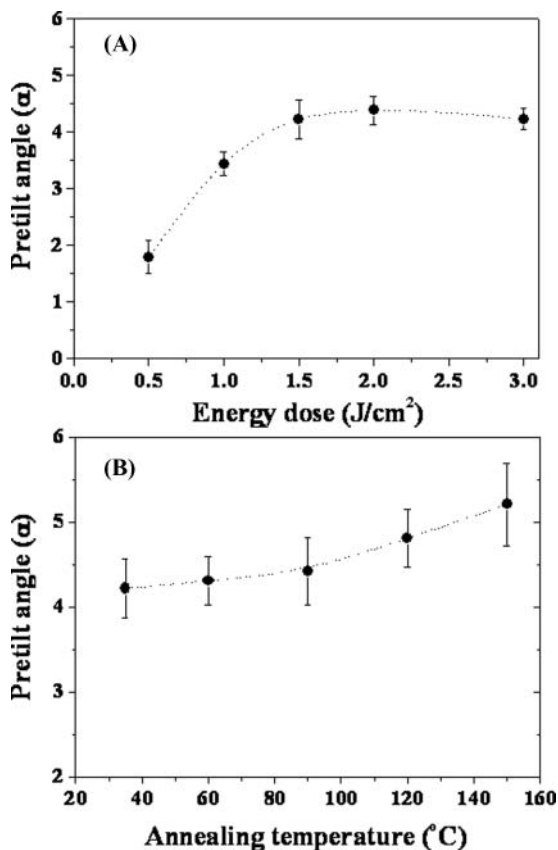 (A)
Pretilt angle (α)
6
5
4
3
2
1
0
0.0 0.5 1.0 1.5 2.0 2.5 3.0
Energy dose (J/cm²)
(B)
Pretilt angle (α)
6
5
4
3
2
20 40 60 80 100 120 140 160
Annealing temperature (°C)